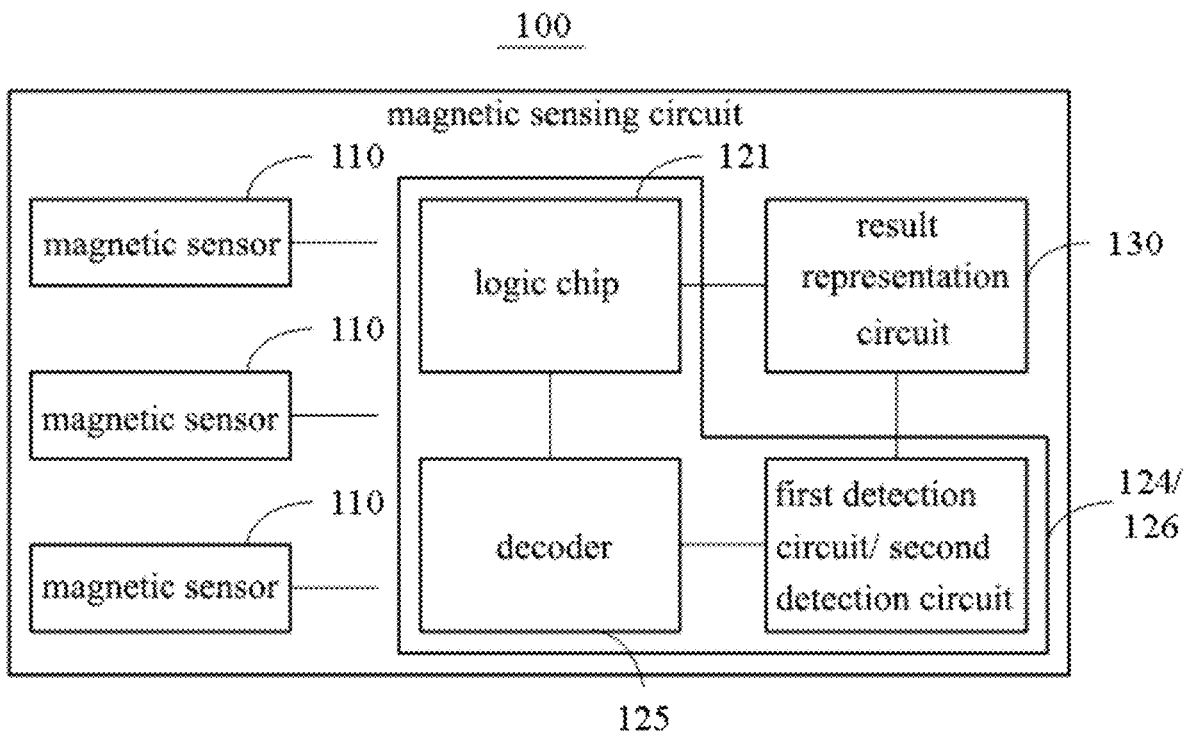 100
magnetic sensing circuit
110
magnetic sensor
110
magnetic sensor
110
magnetic sensor
121
logic chip
result
representation
circuit
130
decoder
125
first detection
circuit/ second
detection circuit
124/
126